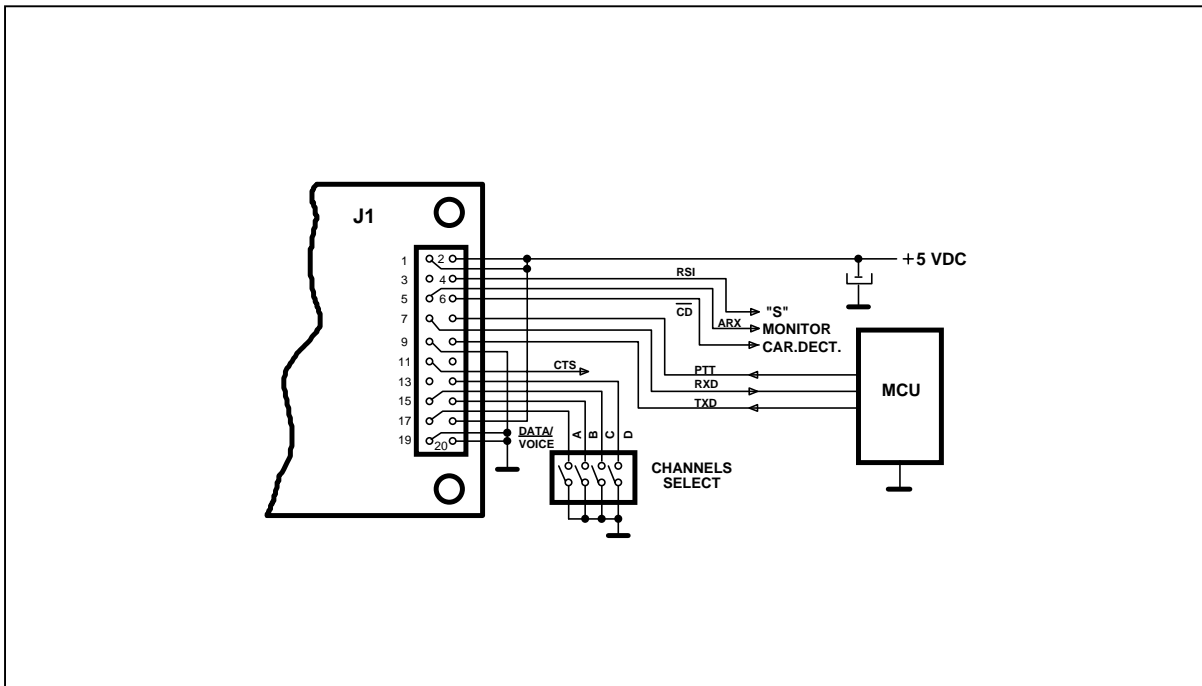 J1
1 2
+5 VDC
3 4
RSI
5 6
CD
"S"
ARX
MONITOR
7
CAR.DECT.
9
PTT
11
CTS
RXD
MCU
13
TXD
15
17
DATA/
VOICE
A B C D
19 20
CHANNELS
SELECT